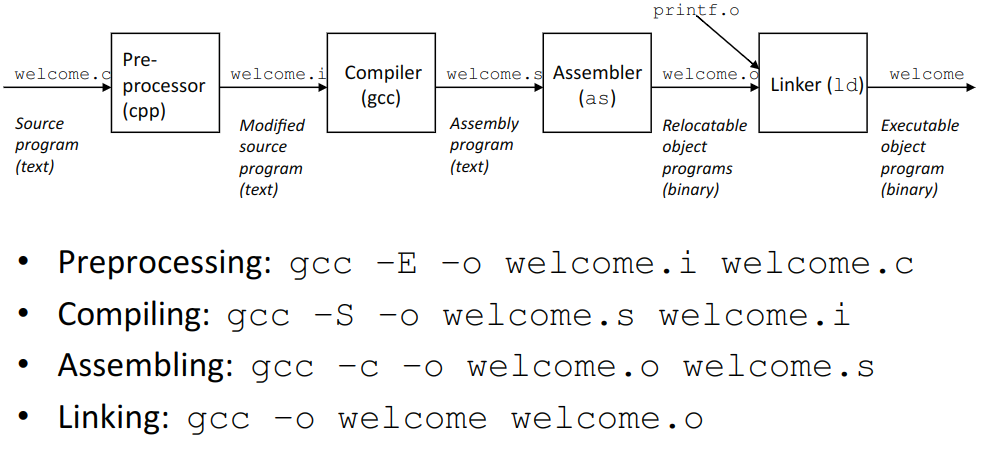 printf.o
welcome.c
Pre-
processor
(cpp)
welcome.i
Compiler
(gcc)
welcome.s
Assembler
(as)
welcome.o
Linker (ld)
welcome
Source
program
(text)
Modified
source
program
(text)
Assembly
program
(text)
Relocatable
object
programs
(binary)
Executable
object
program
(binary)
• Preprocessing: gcc –E –o welcome.i welcome.c
• Compiling: gcc –S –o welcome.s welcome.i
• Assembling: gcc –c –o welcome.o welcome.s
• Linking: gcc –o welcome welcome.o